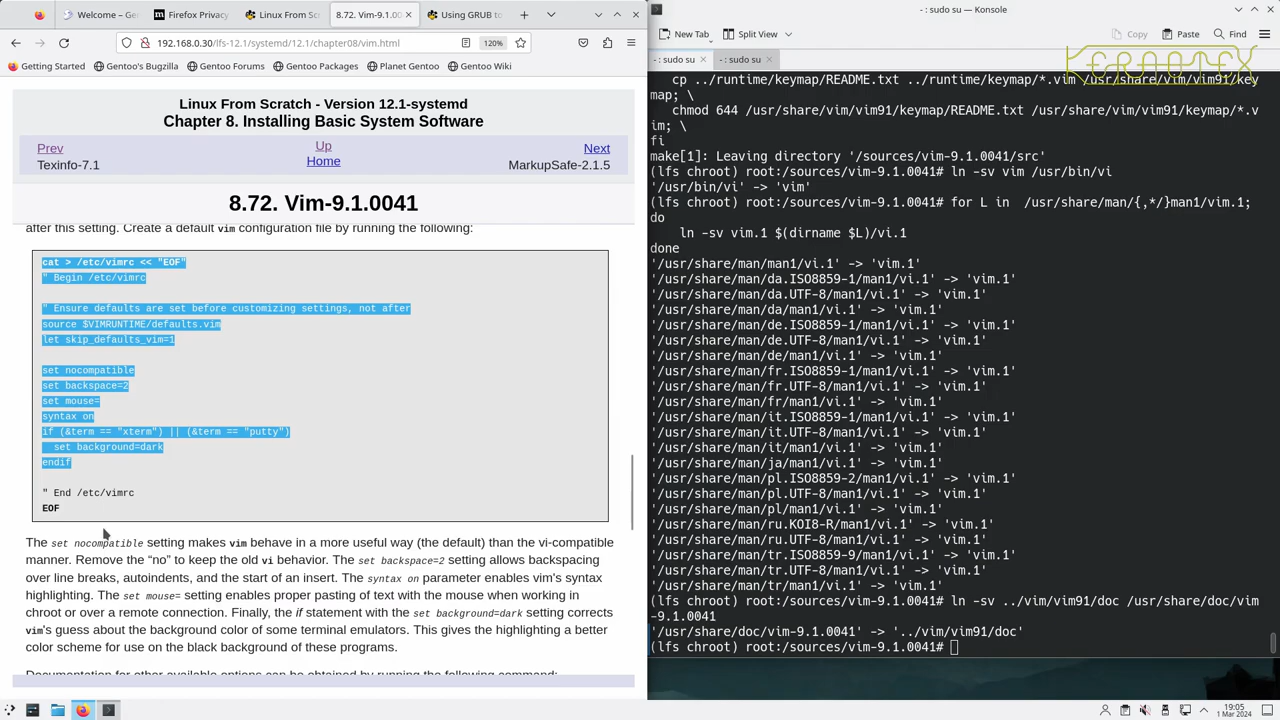 Welcome – Ge
Firefox Privacy
Linux From Scr
8.72. Vim-9.1.00
Using GRUB to
192.168.0.30/lfs-12.1/systemd/12.1/chapter08/vim.html
120%
Getting Started
Gentoo's Bugzilla
Gentoo Forums
Gentoo Packages
Planet Gentoo
Gentoo Wiki
Linux From Scratch - Version 12.1-systemd
Chapter 8. Installing Basic System Software
Prev
Up
Next
Texinfo-7.1
Home
MarkupSafe-2.1.5
8.72. Vim-9.1.0041
after this setting. Create a default vim configuration file by running the following:
cat > /etc/vimrc << "EOF"
" Begin /etc/vimrc
" Ensure defaults are set before customizing settings, not after
source $VIMRUNTIME/defaults.vim
let skip_defaults_vim=1
set nocompatible
set backspace=2
set mouse=
syntax on
if (&term == "xterm") || (&term == "putty")
  set background=dark
endif
" End /etc/vimrc
EOF
The set nocompatible setting makes vim behave in a more useful way (the default) than the vi-compatible
manner. Remove the “no” to keep the old vi behavior. The set backspace=2 setting allows backspacing
over line breaks, autoindents, and the start of an insert. The syntax on parameter enables vim's syntax
highlighting. The set mouse= setting enables proper pasting of text with the mouse when working in
chroot or over a remote connection. Finally, the if statement with the set background=dark setting corrects
vim's guess about the background color of some terminal emulators. This gives the highlighting a better
color scheme for use on the black background of these programs.
Documentation for other available options can be obtained by running the following command:
- : sudo su — Konsole
New Tab
Split View
Copy
Paste
Find
- : sudo su
- : sudo su
KERNOTEX
cp ../runtime/keymap/README.txt ../runtime/keymap/*.vim /usr/share/vim/vim91/key
map; \
chmod 644 /usr/share/vim/vim91/keymap/README.txt /usr/share/vim/vim91/keymap/*.v
im; \
fi
make[1]: Leaving directory '/sources/vim-9.1.0041/src'
(lfs chroot) root:/sources/vim-9.1.0041# ln -sv vim /usr/bin/vi
'/usr/bin/vi' -> 'vim'
(lfs chroot) root:/sources/vim-9.1.0041# for L in  /usr/share/man/{,*/}man1/vim.1;
do
    ln -sv vim.1 $(dirname $L)/vi.1
done
'/usr/share/man/man1/vi.1' -> 'vim.1'
'/usr/share/man/da.ISO8859-1/man1/vi.1' -> 'vim.1'
'/usr/share/man/da.UTF-8/man1/vi.1' -> 'vim.1'
'/usr/share/man/da/man1/vi.1' -> 'vim.1'
'/usr/share/man/de.ISO8859-1/man1/vi.1' -> 'vim.1'
'/usr/share/man/de.UTF-8/man1/vi.1' -> 'vim.1'
'/usr/share/man/de/man1/vi.1' -> 'vim.1'
'/usr/share/man/fr.ISO8859-1/man1/vi.1' -> 'vim.1'
'/usr/share/man/fr.UTF-8/man1/vi.1' -> 'vim.1'
'/usr/share/man/fr/man1/vi.1' -> 'vim.1'
'/usr/share/man/it.ISO8859-1/man1/vi.1' -> 'vim.1'
'/usr/share/man/it.UTF-8/man1/vi.1' -> 'vim.1'
'/usr/share/man/it/man1/vi.1' -> 'vim.1'
'/usr/share/man/ja/man1/vi.1' -> 'vim.1'
'/usr/share/man/pl.ISO8859-2/man1/vi.1' -> 'vim.1'
'/usr/share/man/pl.UTF-8/man1/vi.1' -> 'vim.1'
'/usr/share/man/pl/man1/vi.1' -> 'vim.1'
'/usr/share/man/ru.KOI8-R/man1/vi.1' -> 'vim.1'
'/usr/share/man/ru.UTF-8/man1/vi.1' -> 'vim.1'
'/usr/share/man/tr.ISO8859-9/man1/vi.1' -> 'vim.1'
'/usr/share/man/tr.UTF-8/man1/vi.1' -> 'vim.1'
'/usr/share/man/tr/man1/vi.1' -> 'vim.1'
(lfs chroot) root:/sources/vim-9.1.0041# ln -sv ../vim/vim91/doc /usr/share/doc/vim
-9.1.0041
'/usr/share/doc/vim-9.1.0041' -> '../vim/vim91/doc'
(lfs chroot) root:/sources/vim-9.1.0041#
19:05
1 Mar 2024